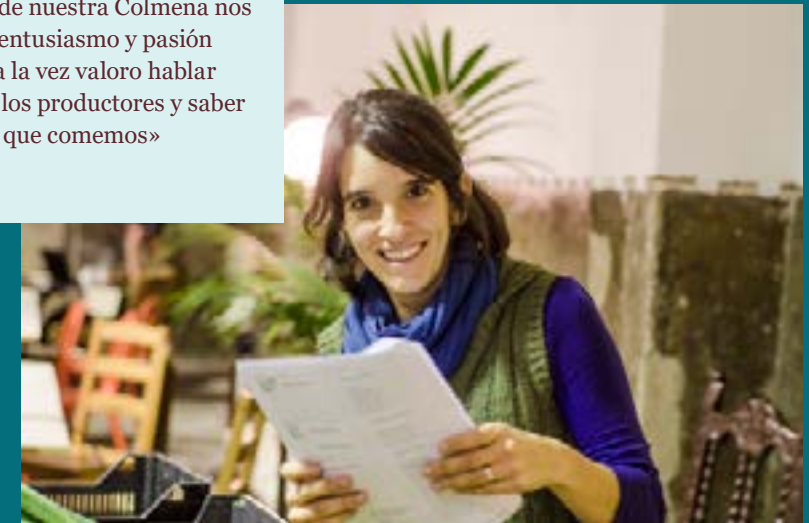 de nuestra Colmena nos
entusiasmo y pasión
a la vez valoro hablar
los productores y saber
que comemos»